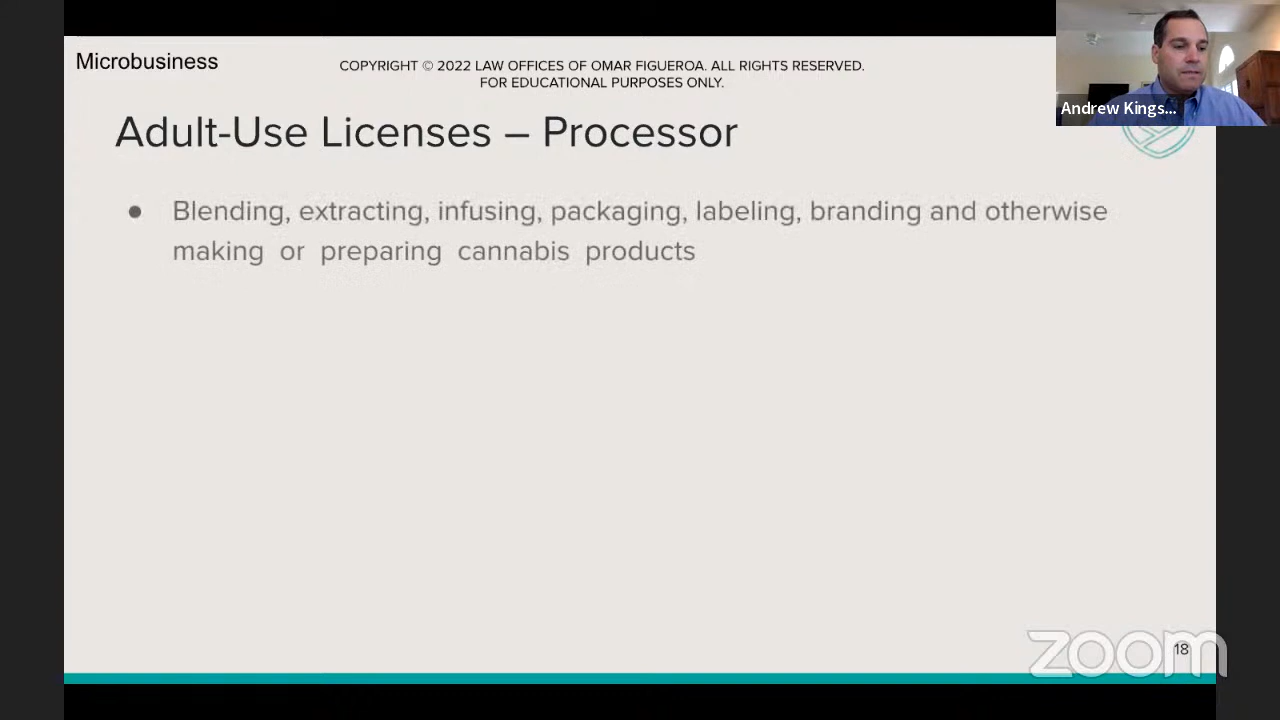 Microbusiness
COPYRIGHT © 2022 LAW OFFICES OF OMAR FIGUEROA. ALL RIGHTS RESERVED.
FOR EDUCATIONAL PURPOSES ONLY.
Andrew Kings...
Adult-Use Licenses – Processor
● Blending, extracting, infusing, packaging, labeling, branding and otherwise
making or preparing cannabis products
zoom
18